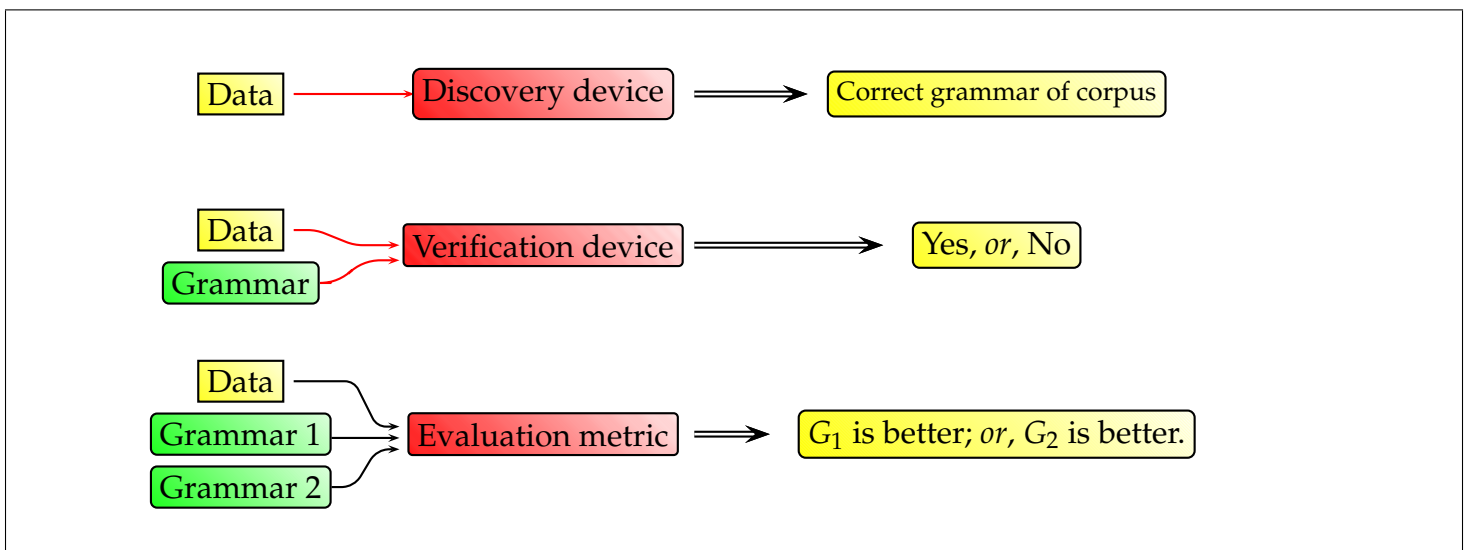 Data Discovery device Correct grammar of corpus
Data
Grammar
Verification device Yes, or, No
Data
Grammar 1
Grammar 2
Evaluation metric G₁ is better; or, G₂ is better.